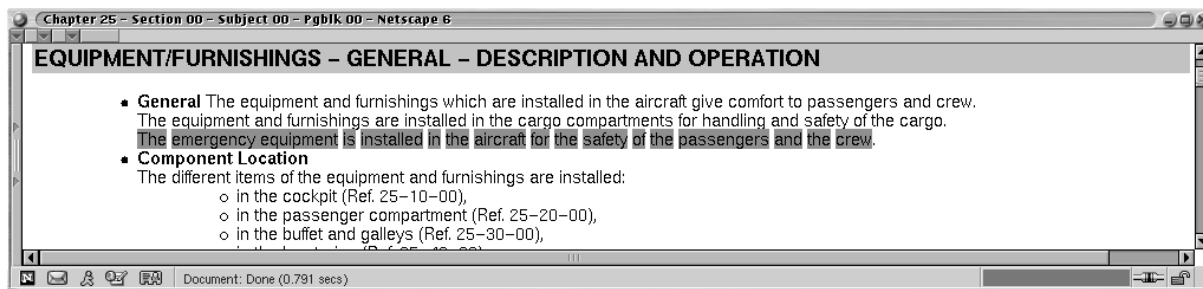 Chapter 25 – Section 00 – Subject 00 – Pgblk 00 – Netscape 6
EQUIPMENT/FURNISHINGS – GENERAL – DESCRIPTION AND OPERATION
• General The equipment and furnishings which are installed in the aircraft give comfort to passengers and crew.
The equipment and furnishings are installed in the cargo compartments for handling and safety of the cargo.
The emergency equipment is installed in the aircraft for the safety of the passengers and the crew.
• Component Location
The different items of the equipment and furnishings are installed:
○ in the cockpit (Ref. 25–10–00),
○ in the passenger compartment (Ref. 25–20–00),
○ in the buffet and galleys (Ref. 25–30–00),
Document: Done (0.791 secs)